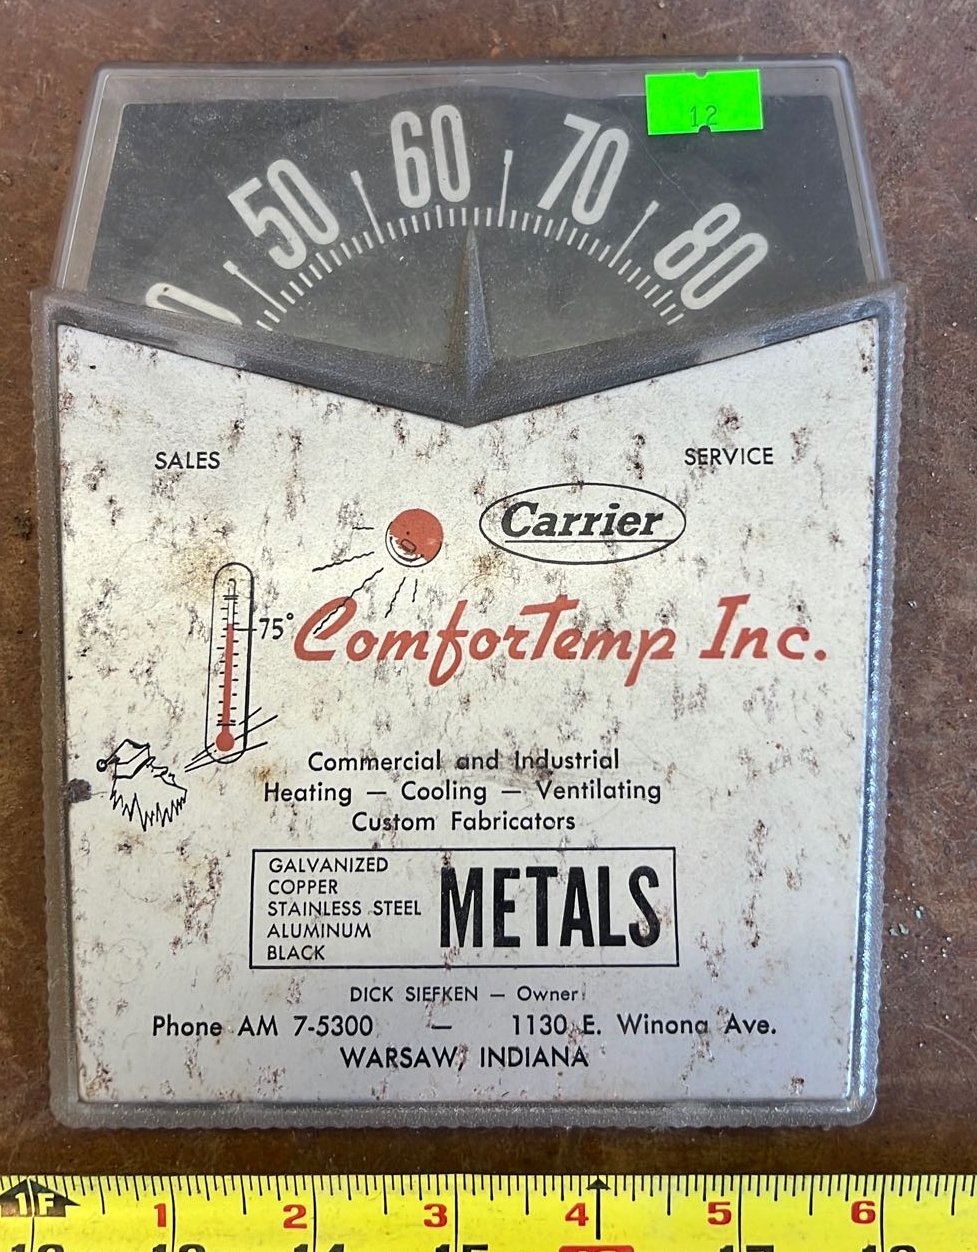 12
50 60 70 80
SALES SERVICE
Carrier
75°
ComforTemp Inc.
Commercial and Industrial
Heating — Cooling — Ventilating
Custom Fabricators
GALVANIZED
COPPER
STAINLESS STEEL
ALUMINUM
BLACK
METALS
DICK SIEFKEN — Owner
Phone AM 7-5300 — 1130 E. Winona Ave.
WARSAW, INDIANA
1F 1 2 3 4 5 6